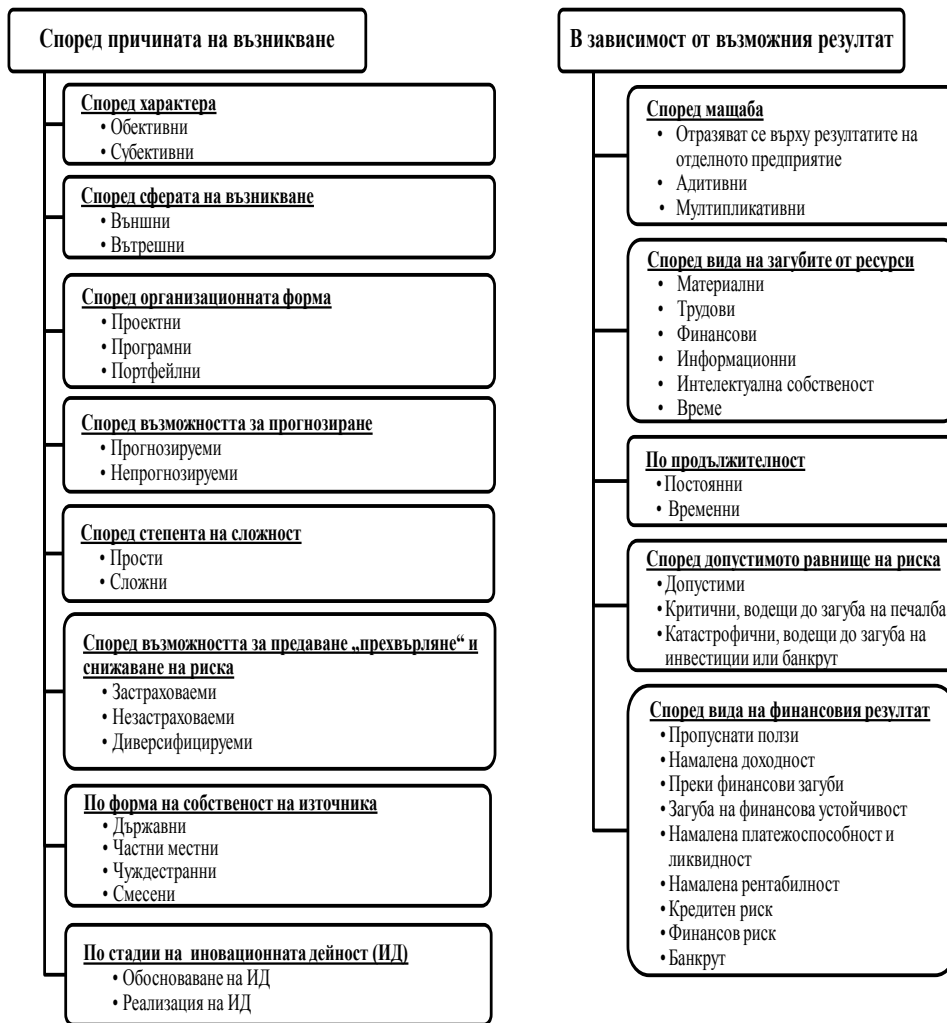 Според причината на възникване
Според характера
• Обективни
• Субективни
Според сферата на възникване
• Външни
• Вътрешни
Според организационната форма
• Проектни
• Програмни
• Портфейлни
Според възможността за прогнозиране
• Прогнозируеми
• Непрогнозируеми
Според степента на сложност
• Прости
• Сложни
Според възможността за предаване „прехвърляне“ и
снижаване на риска
• Застраховаеми
• Незастраховаеми
• Диверсифицируеми
По форма на собственост на източника
• Държавни
• Частни местни
• Чуждестранни
• Смесени
По стадии на иновационната дейност (ИД)
• Обосноваване на ИД
• Реализация на ИД
В зависимост от възможния резултат
Според мащаба
• Отразяват се върху резултатите на
отделното предприятие
• Адитивни
• Мултипликативни
Според вида на загубите от ресурси
• Материални
• Трудови
• Финансови
• Информационни
• Интелектуална собственост
• Време
По продължителност
• Постоянни
• Временни
Според допустимото равнище на риска
• Допустими
• Критични, водещи до загуба на печалба
• Катастрофични, водещи до загуба на
инвестиции или банкрут
Според вида на финансовия резултат
• Пропуснати ползи
• Намалена доходност
• Преки финансови загуби
• Загуба на финансова устойчивост
• Намалена платежоспособност и
ликвидност
• Намалена рентабилност
• Кредитен риск
• Финансов риск
• Банкрут